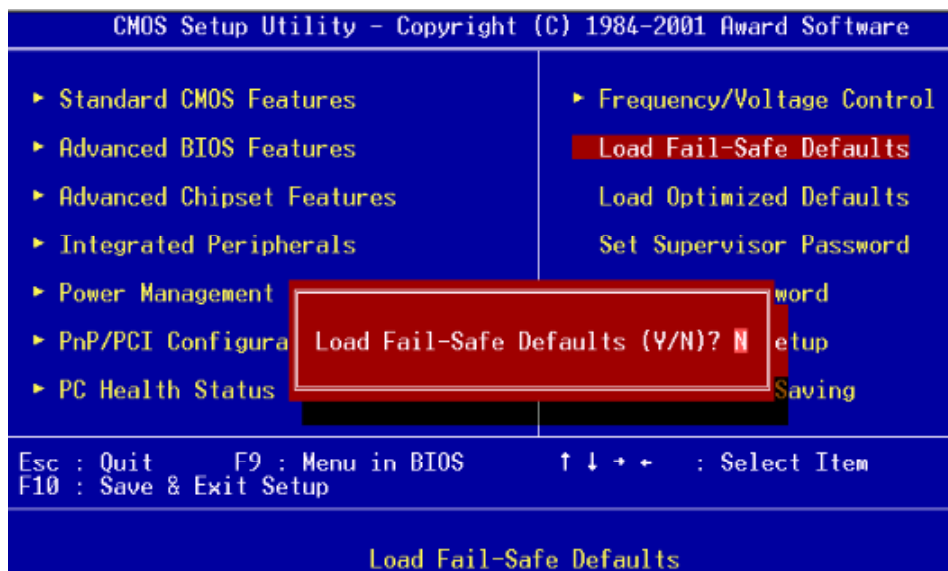 CMOS Setup Utility - Copyright (C) 1984-2001 Award Software
► Standard CMOS Features
► Advanced BIOS Features
► Advanced Chipset Features
► Integrated Peripherals
► Power Management
► PnP/PCI Configura
► PC Health Status
► Frequency/Voltage Control
Load Fail-Safe Defaults
Load Optimized Defaults
Set Supervisor Password
word
etup
Saving
Load Fail-Safe Defaults (Y/N)? N
Esc : Quit F9 : Menu in BIOS ↑ ↓ → ← : Select Item
F10 : Save & Exit Setup
Load Fail-Safe Defaults